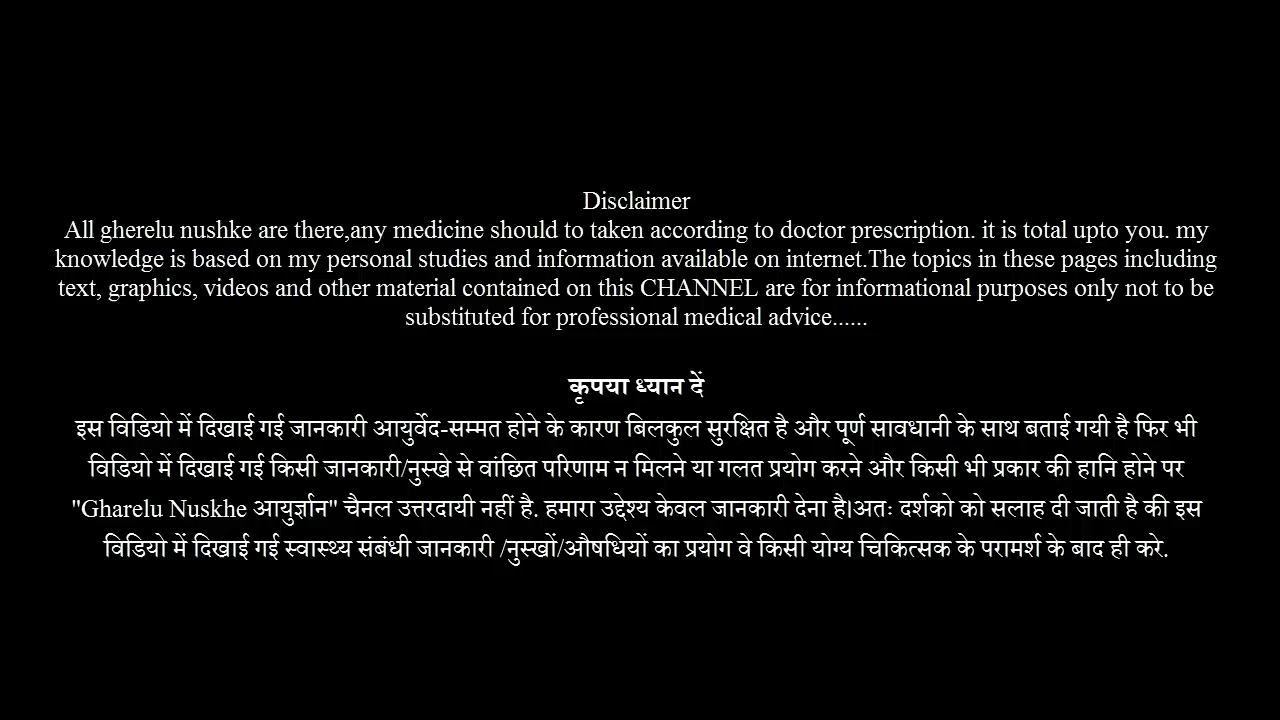 Disclaimer
All gherelu nushke are there,any medicine should to taken according to doctor prescription. it is total upto you. my
knowledge is based on my personal studies and information available on internet.The topics in these pages including
text, graphics, videos and other material contained on this CHANNEL are for informational purposes only not to be
substituted for professional medical advice......
कृपया ध्यान दें
इस विडियो में दिखाई गई जानकारी आयुर्वेद-सम्मत होने के कारण बिलकुल सुरक्षित है और पूर्ण सावधानी के साथ बताई गयी है फिर भी
विडियो में दिखाई गई किसी जानकारी/नुस्खे से वांछित परिणाम न मिलने या गलत प्रयोग करने और किसी भी प्रकार की हानि होने पर
"Gharelu Nuskhe आयुर्ज्ञान" चैनल उत्तरदायी नहीं है. हमारा उद्देश्य केवल जानकारी देना है।अतः दर्शको को सलाह दी जाती है की इस
विडियो में दिखाई गई स्वास्थ्य संबंधी जानकारी /नुस्खों/औषधियों का प्रयोग वे किसी योग्य चिकित्सक के परामर्श के बाद ही करे.